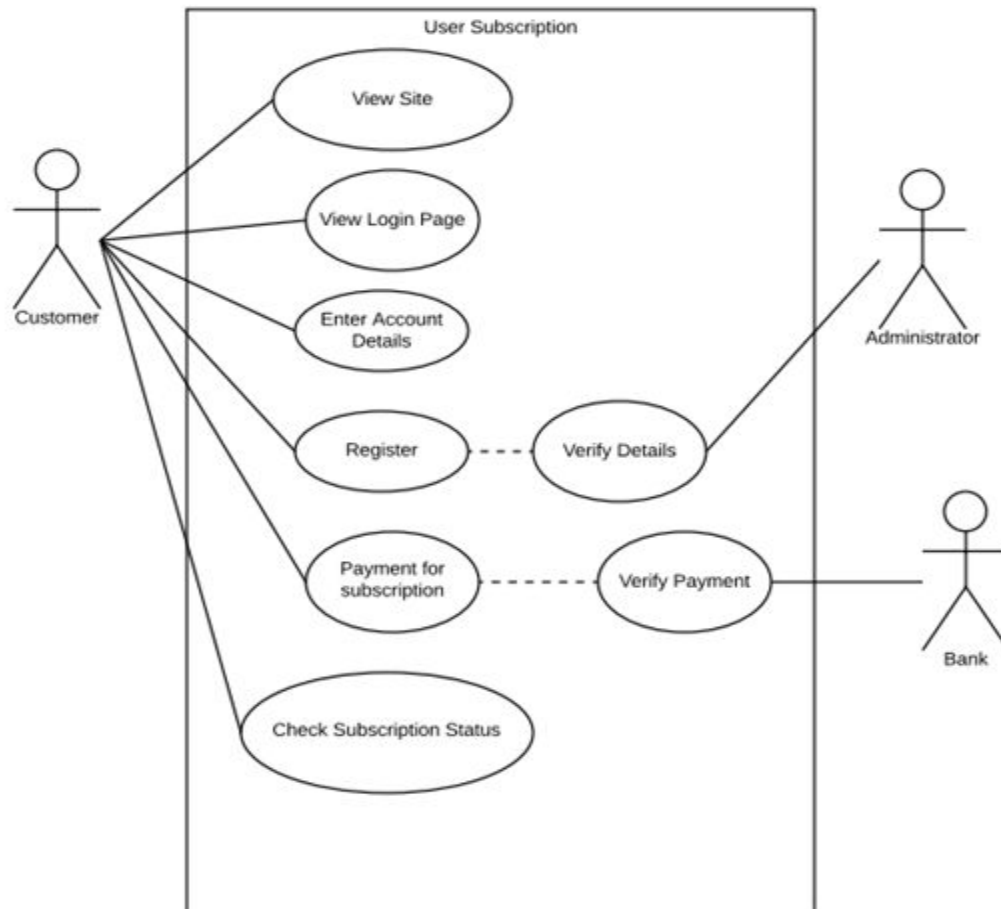 User Subscription
View Site
View Login Page
Customer
Enter Account
Details
Administrator
Register
Verify Details
Payment for
subscription
Verify Payment
Bank
Check Subscription Status